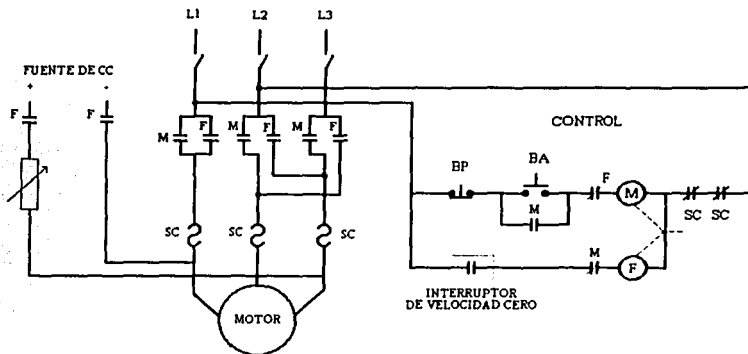 L1 L2 L3
FUENTE DE CC
+ -
F F
M F M F M F
CONTROL
BP BA F M
M
SC SC
SC SC SC
M F
INTERRUPTOR
DE VELOCIDAD CERO
MOTOR